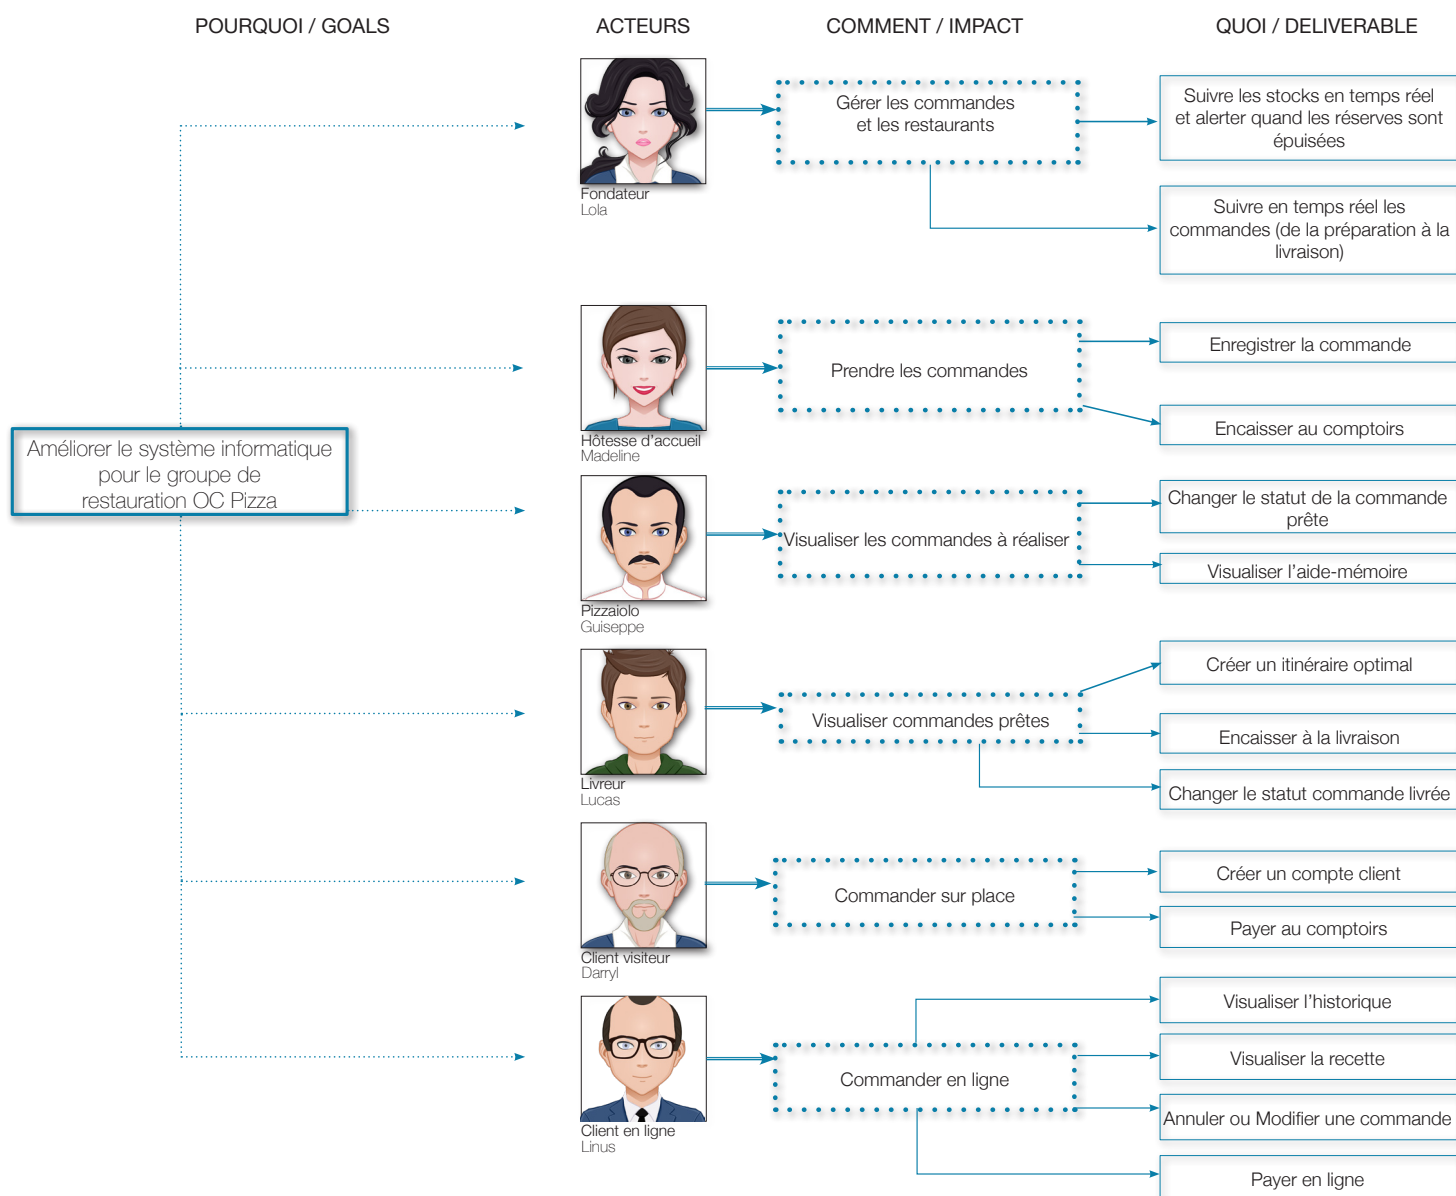 POURQUOI / GOALS
ACTEURS
COMMENT / IMPACT
QUOI / DELIVERABLE
Améliorer le système informatique
pour le groupe de
restauration OC Pizza
Fondateur
Lola
Gérer les commandes
et les restaurants
Suivre les stocks en temps réel
et alerter quand les réserves sont
épuisées
Suivre en temps réel les
commandes (de la préparation à la
livraison)
Hôtesse d'accueil
Madeline
Prendre les commandes
Enregistrer la commande
Encaisser au comptoirs
Pizzaiolo
Guiseppe
Visualiser les commandes à réaliser
Changer le statut de la commande
prête
Visualiser l'aide-mémoire
Livreur
Lucas
Visualiser commandes prêtes
Créer un itinéraire optimal
Encaisser à la livraison
Changer le statut commande livrée
Client visiteur
Darryl
Commander sur place
Créer un compte client
Payer au comptoirs
Client en ligne
Linus
Commander en ligne
Visualiser l'historique
Visualiser la recette
Annuler ou Modifier une commande
Payer en ligne